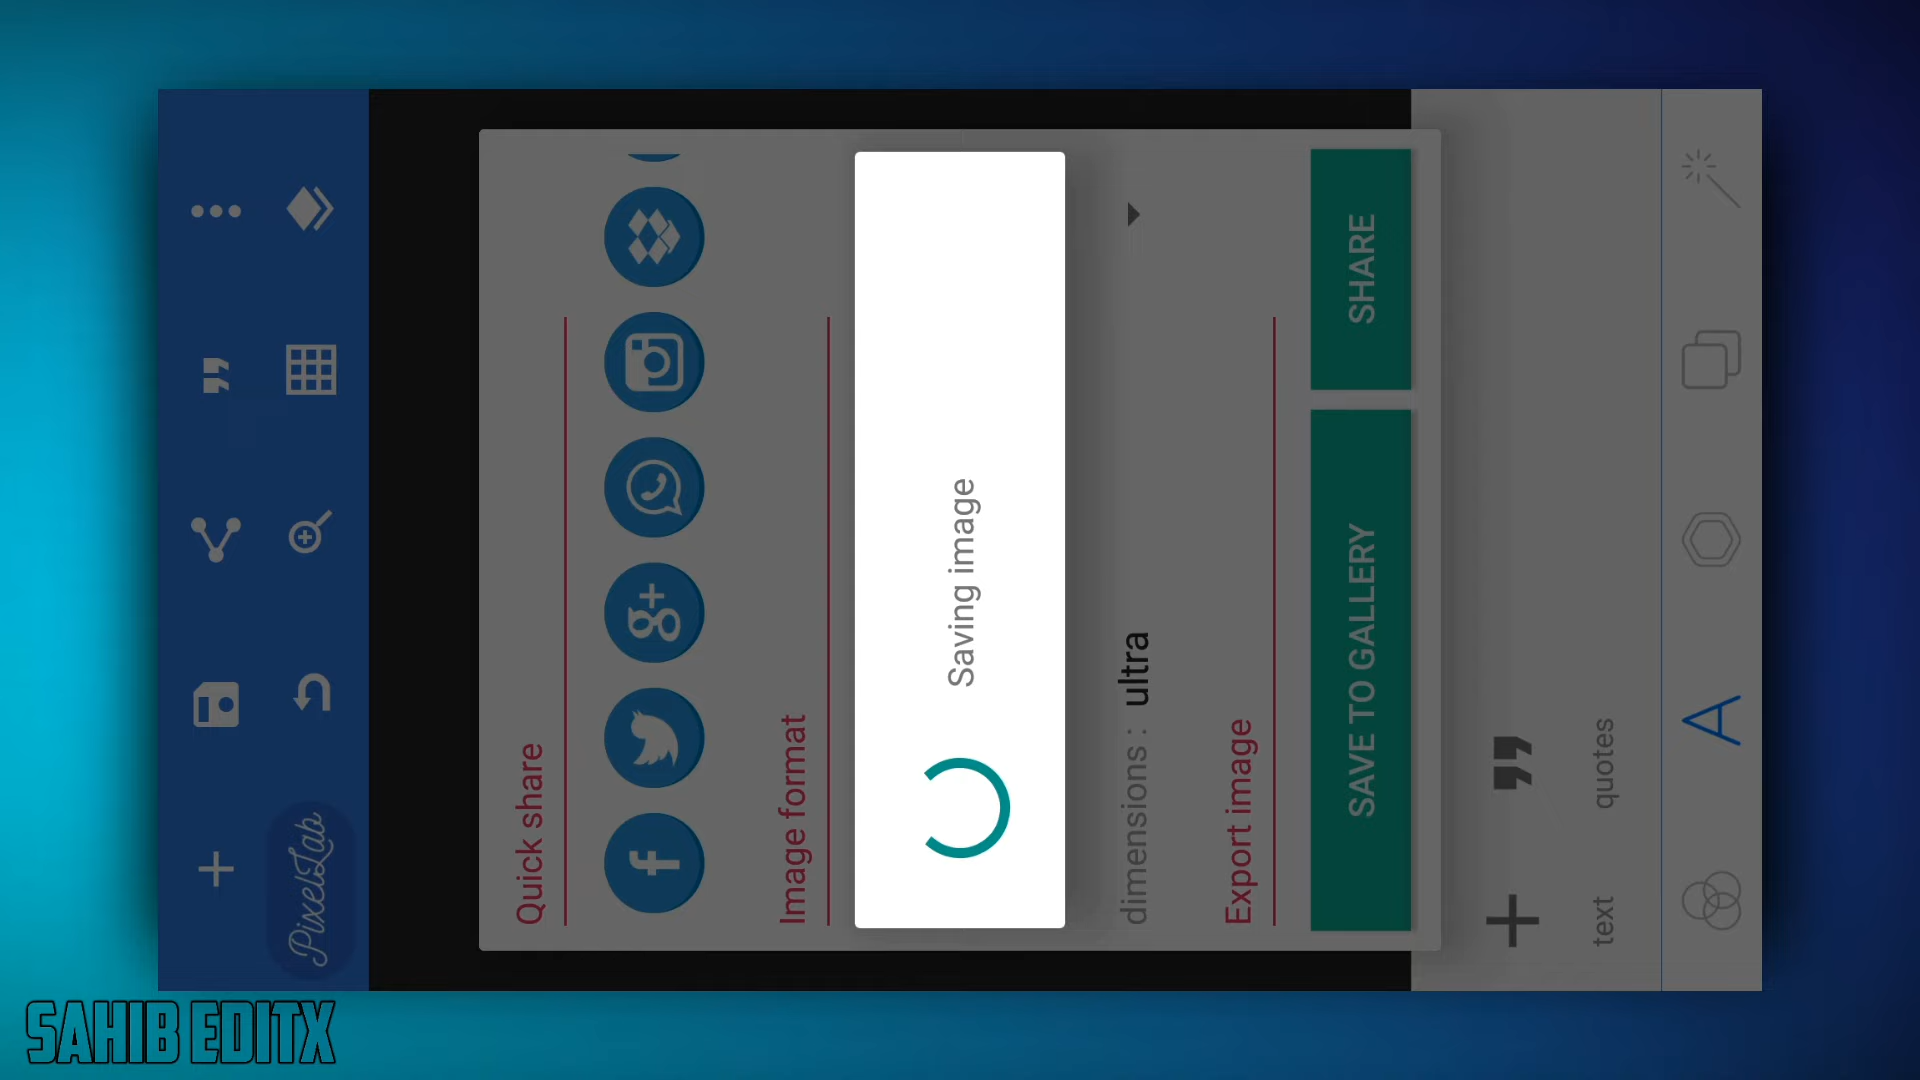 PixelLab
Quick share
Image format
Saving image
dimensions : ultra
Export image
SAVE TO GALLERY
SHARE
text
quotes
SAHIB EDITX